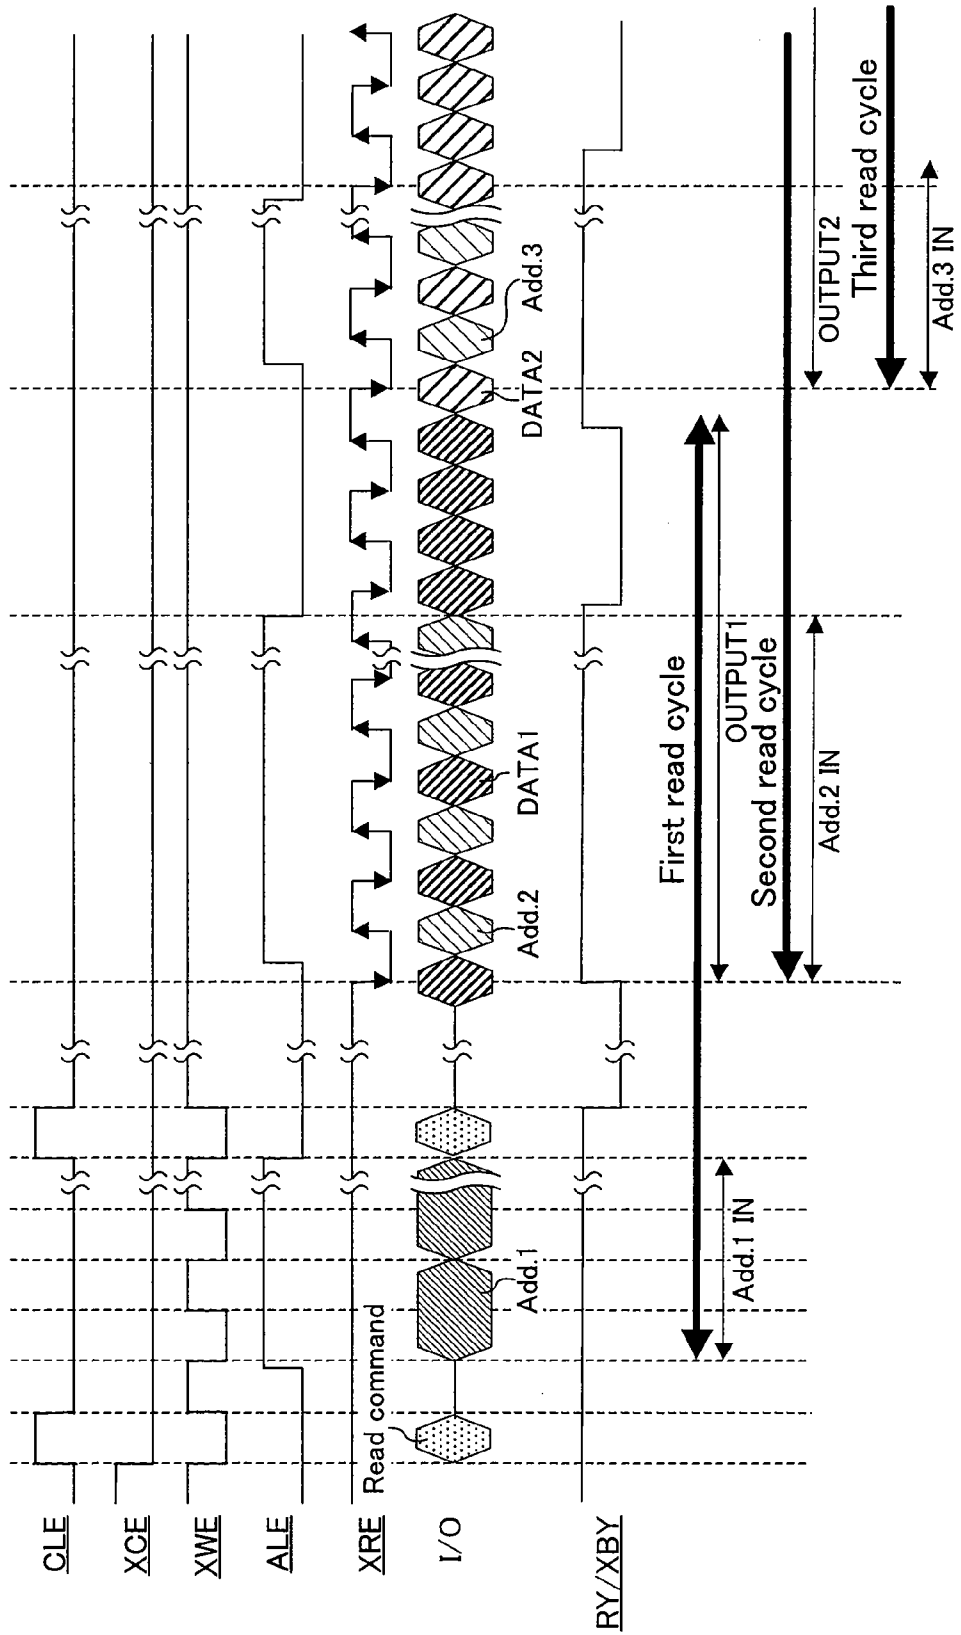 CLE
XCE
XWE
ALE
XRE
I/O
RY/XBY
Read command
Add.1
Add.2
DATA1
DATA2
Add.3
Add.1 IN
First read cycle
OUTPUT1
Second read cycle
Add.2 IN
OUTPUT2
Third read cycle
Add.3 IN